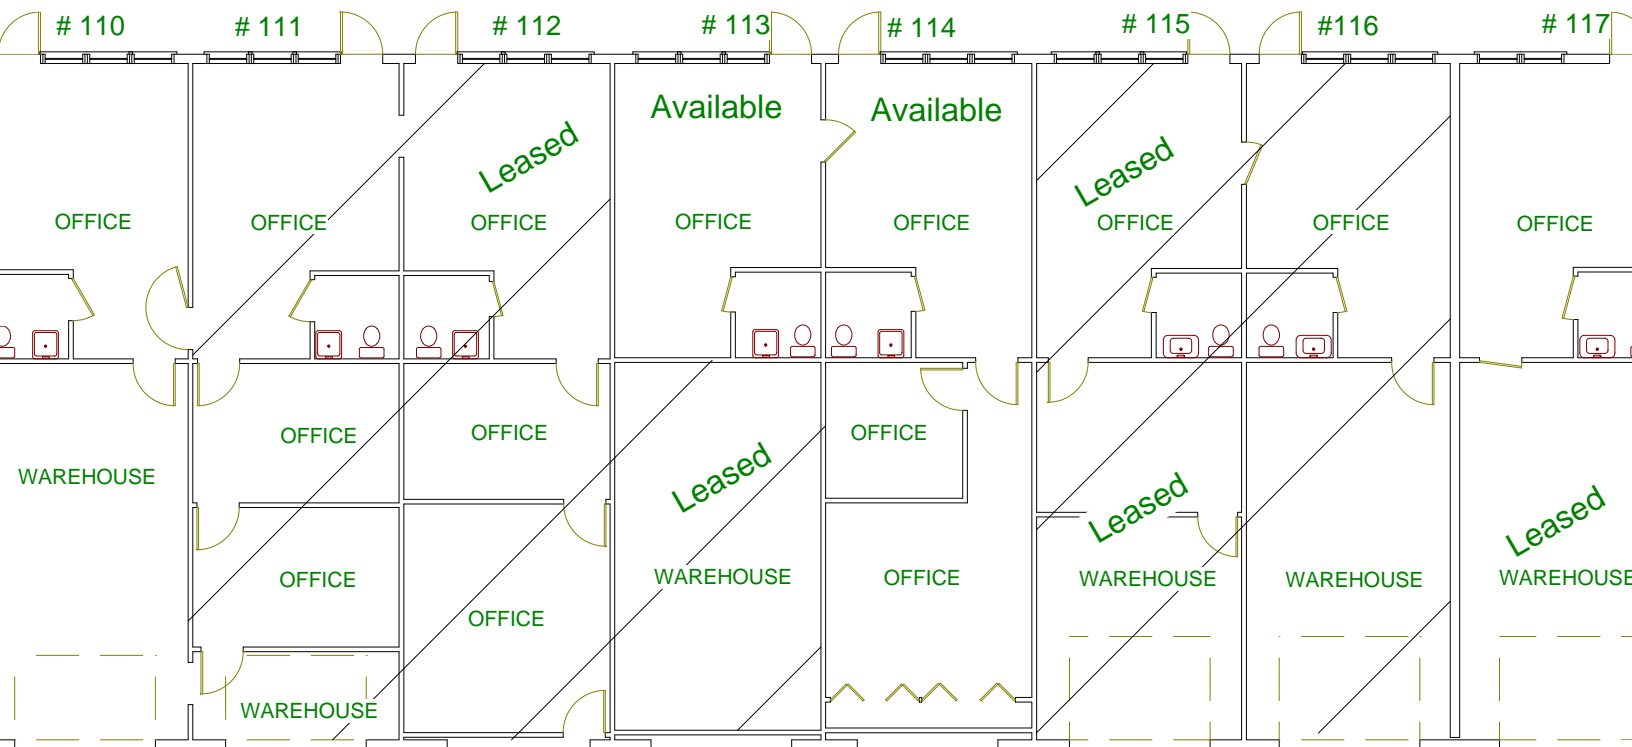 # 110
# 111
# 112
# 113
# 114
# 115
#116
# 117
Available
Available
Leased
Leased
OFFICE
OFFICE
OFFICE
OFFICE
OFFICE
OFFICE
OFFICE
OFFICE
OFFICE
OFFICE
OFFICE
WAREHOUSE
Leased
Leased
Leased
OFFICE
OFFICE
WAREHOUSE
OFFICE
WAREHOUSE
WAREHOUSE
WAREHOUSE
WAREHOUSE